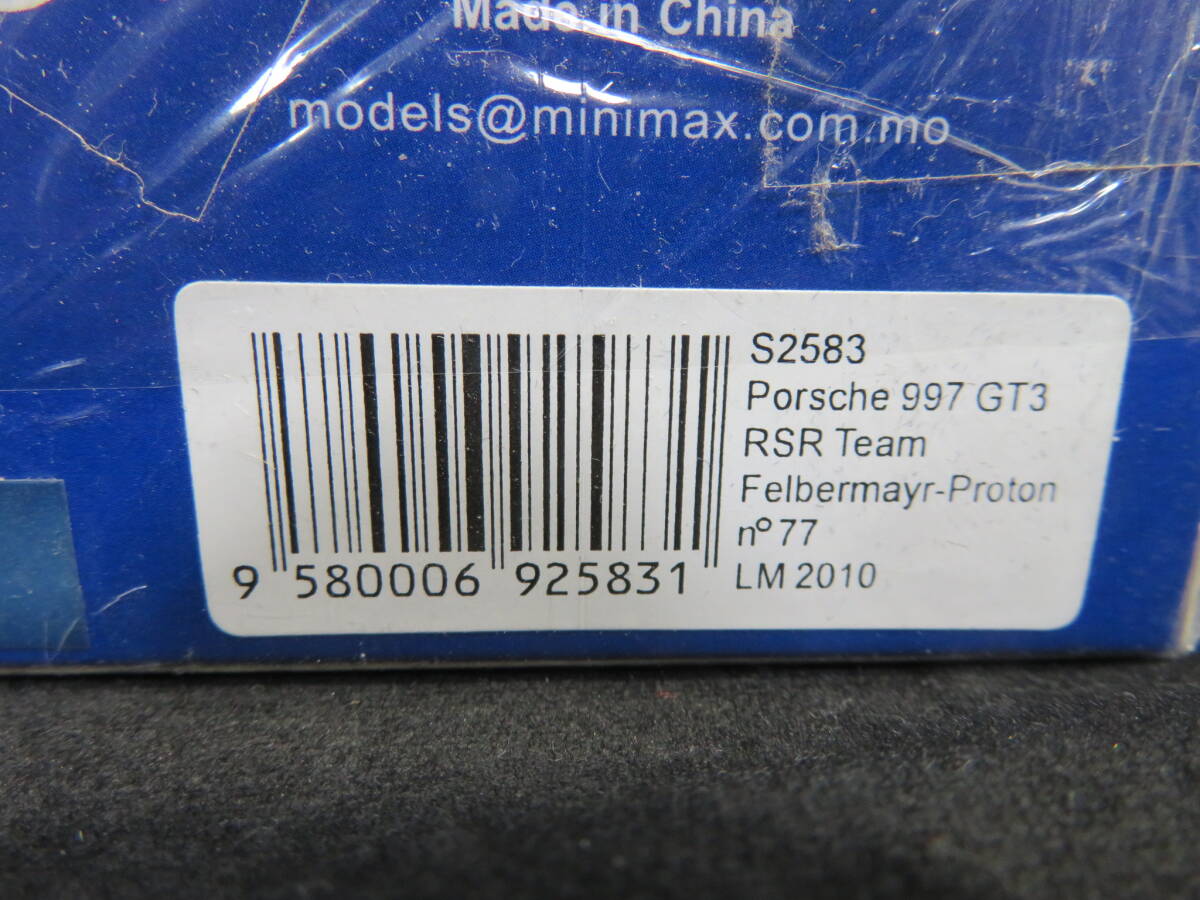 Made in China
models@minimax.com.mo
S2583
Porsche 997 GT3
RSR Team
Felbermayr-Proton
nº 77
LM 2010
9 580006 925831